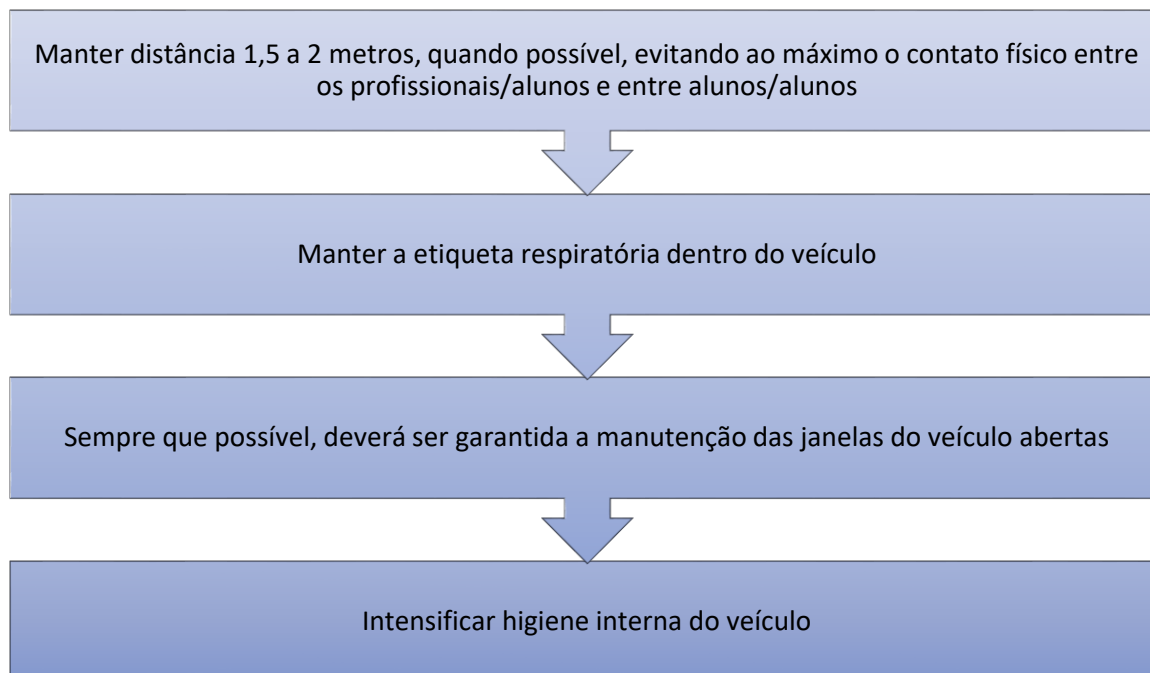 Manter distância 1,5 a 2 metros, quando possível, evitando ao máximo o contato físico entre
os profissionais/alunos e entre alunos/alunos
Manter a etiqueta respiratória dentro do veículo
Sempre que possível, deverá ser garantida a manutenção das janelas do veículo abertas
Intensificar higiene interna do veículo